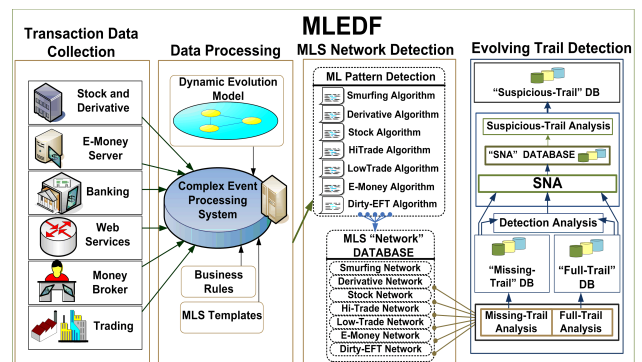 MLEDF
Transaction Data
Collection
Stock and
Derivative
E-Money
Server
Banking
Web
Services
Money
Broker
Trading
Data Processing
Dynamic Evolution
Model
Complex Event
Processing
System
Business
Rules
MLS Templates
MLS Network Detection
ML Pattern Detection
Smurfing Algorithm
Derivative Algorithm
Stock Algorithm
HiTrade Algorithm
LowTrade Algorithm
E-Money Algorithm
Dirty-EFT Algorithm
MLS “Network”
DATABASE
Smurfing Network
Derivative Network
Stock Network
Hi-Trade Network
Low-Trade Network
E-Money Network
Dirty-EFT Network
Evolving Trail Detection
“Suspicious-Trail” DB
Suspicious-Trail Analysis
“SNA” DATABASE
SNA
Detection Analysis
“Missing-
Trail” DB
“Full-Trail”
DB
Missing-Trail
Analysis
Full-Trail
Analysis